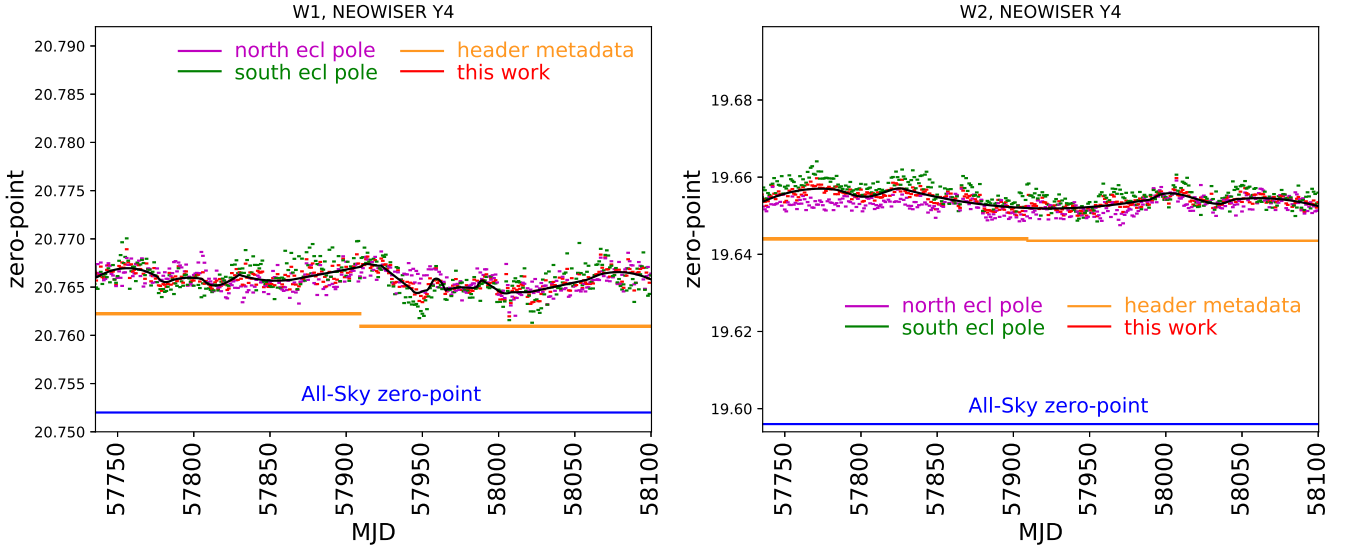 W1, NEOWISER Y4
zero-point
20.790
20.785
20.780
20.775
20.770
20.765
20.760
20.755
20.750
north ecl pole
south ecl pole
header metadata
this work
All-Sky zero-point
57750
57800
57850
57900
57950
58000
58050
58100
MJD
W2, NEOWISER Y4
zero-point
19.68
19.66
19.64
19.62
19.60
north ecl pole
south ecl pole
header metadata
this work
All-Sky zero-point
57750
57800
57850
57900
57950
58000
58050
58100
MJD